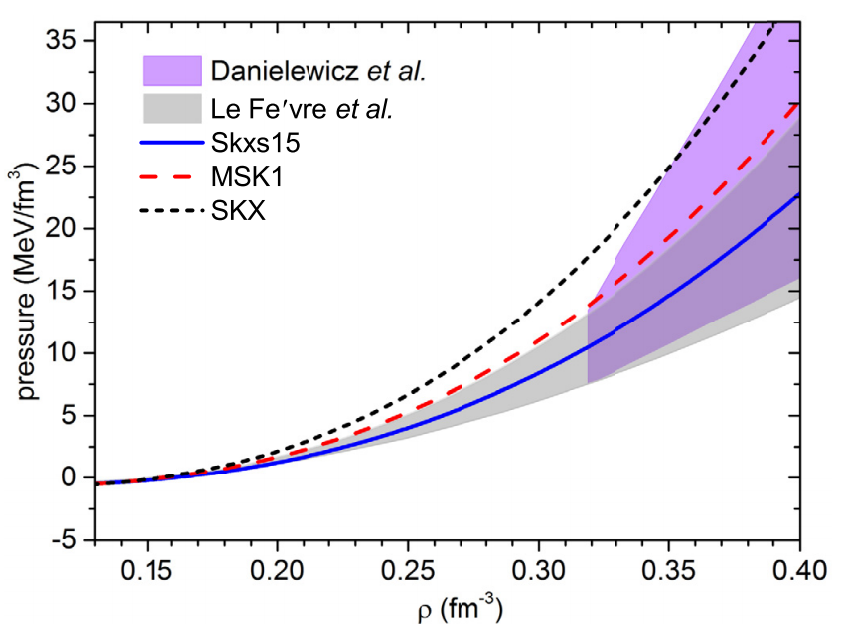 35
30
25
20
15
10
5
0
-5
pressure (MeV/fm³)
Danielewicz et al.
Le Fe′vre et al.
Skxs15
MSK1
SKX
0.15 0.20 0.25 0.30 0.35 0.40
ρ (fm⁻³)